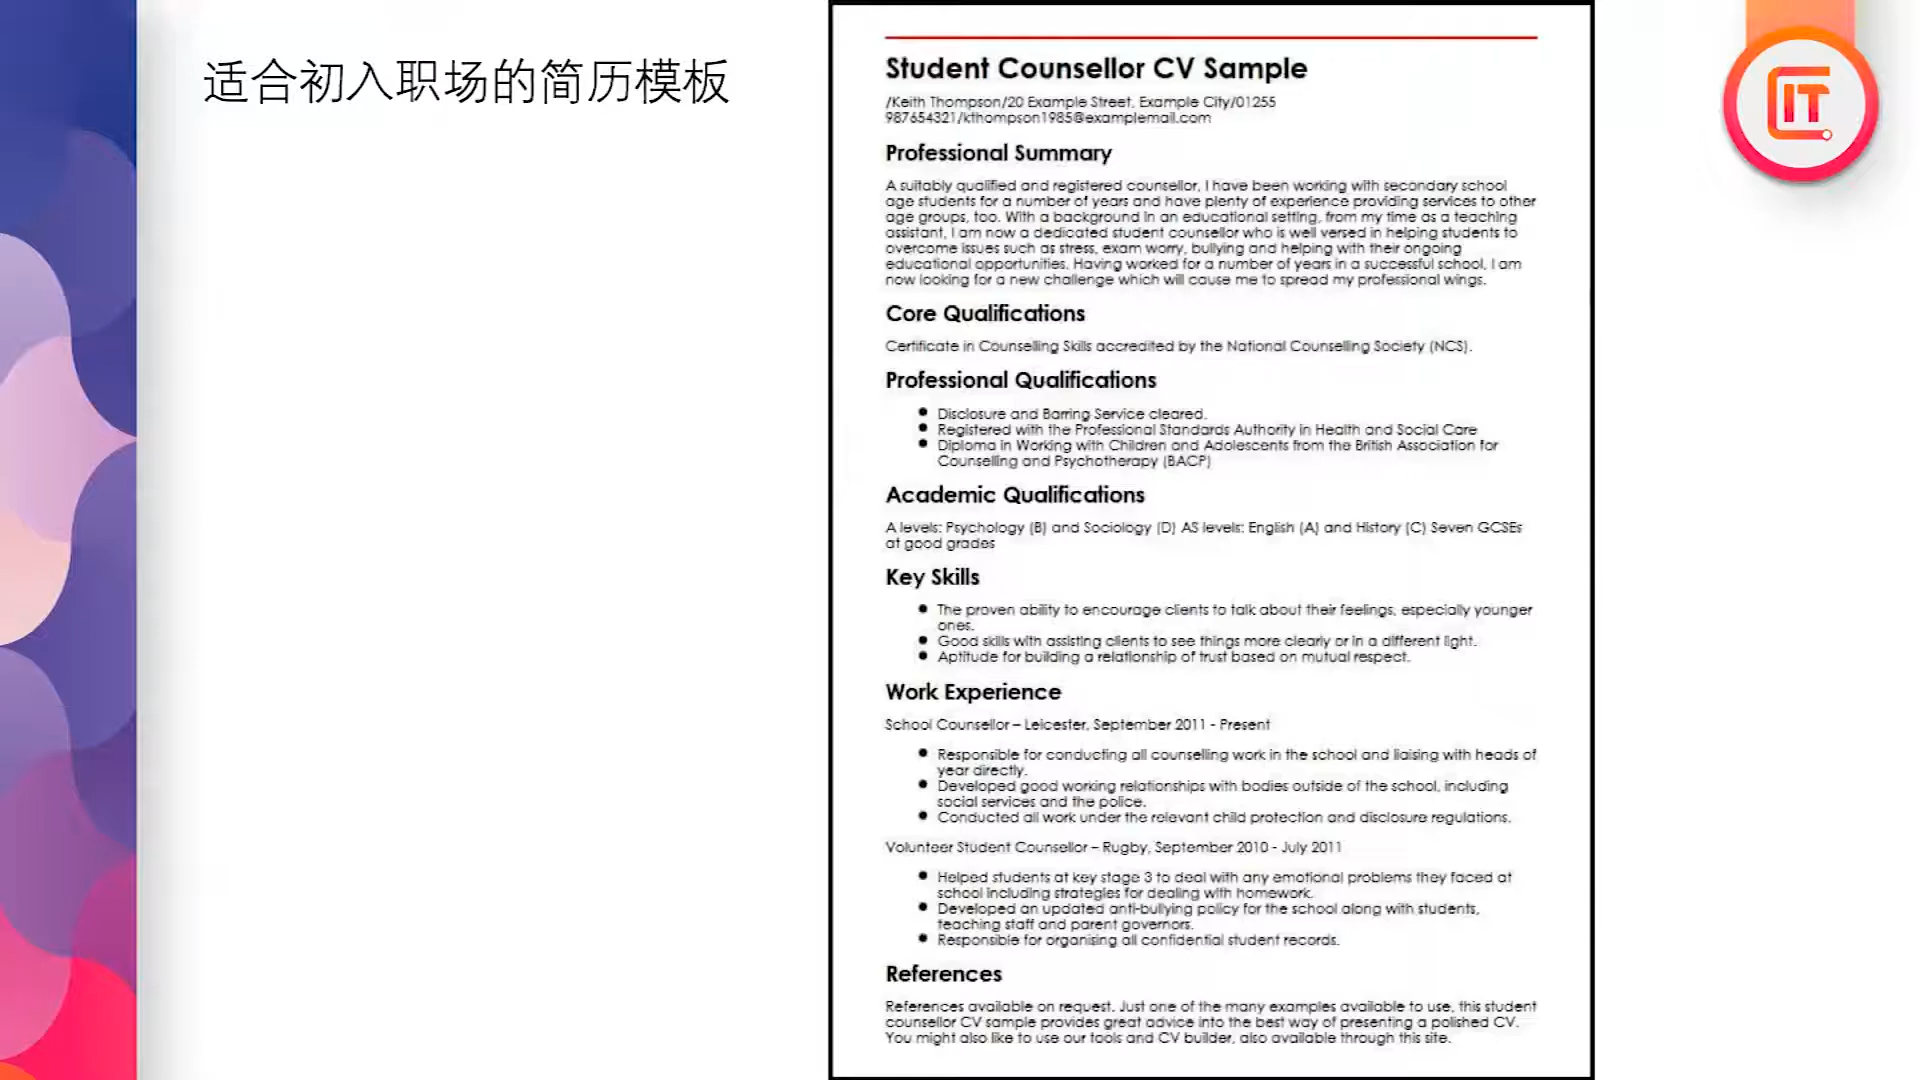 适合初入职场的简历模板
IT
Student Counsellor CV Sample
/Keith Thompson/20 Example Street, Example City/01255
987654321/kthompson1985@examplemail.com
Professional Summary
A suitably qualified and registered counsellor, I have been working with secondary school
age students for a number of years and have plenty of experience providing services to other
age groups, too. With a background in an educational setting, from my time as a teaching
assistant, I am now a dedicated student counsellor who is well versed in helping students to
overcome issues such as stress, exam worry, bullying and helping with their ongoing
educational opportunities. Having worked for a number of years in a successful school, I am
now looking for a new challenge which will cause me to spread my professional wings.
Core Qualifications
Certificate in Counselling Skills accredited by the National Counselling Society (NCS).
Professional Qualifications
● Disclosure and Barring Service cleared.
● Registered with the Professional Standards Authority in Health and Social Care
● Diploma in Working with Children and Adolescents from the British Association for
Counselling and Psychotherapy (BACP)
Academic Qualifications
A levels: Psychology (B) and Sociology (D) AS levels: English (A) and History (C) Seven GCSEs
at good grades
Key Skills
● The proven ability to encourage clients to talk about their feelings, especially younger
ones.
● Good skills with assisting clients to see things more clearly or in a different light.
● Aptitude for building a relationship of trust based on mutual respect.
Work Experience
School Counsellor – Leicester, September 2011 - Present
● Responsible for conducting all counselling work in the school and liaising with heads of
year directly.
● Developed good working relationships with bodies outside of the school, including
social services and the police.
● Conducted all work under the relevant child protection and disclosure regulations.
Volunteer Student Counsellor – Rugby, September 2010 - July 2011
● Helped students at key stage 3 to deal with any emotional problems they faced at
school including strategies for dealing with homework.
● Developed an updated anti-bullying policy for the school along with students,
teaching staff and parent governors.
● Responsible for organising all confidential student records.
References
References available on request. Just one of the many examples available to use, this student
counsellor CV sample provides great advice into the best way of presenting a polished CV.
You might also like to use our tools and CV builder, also available through this site.